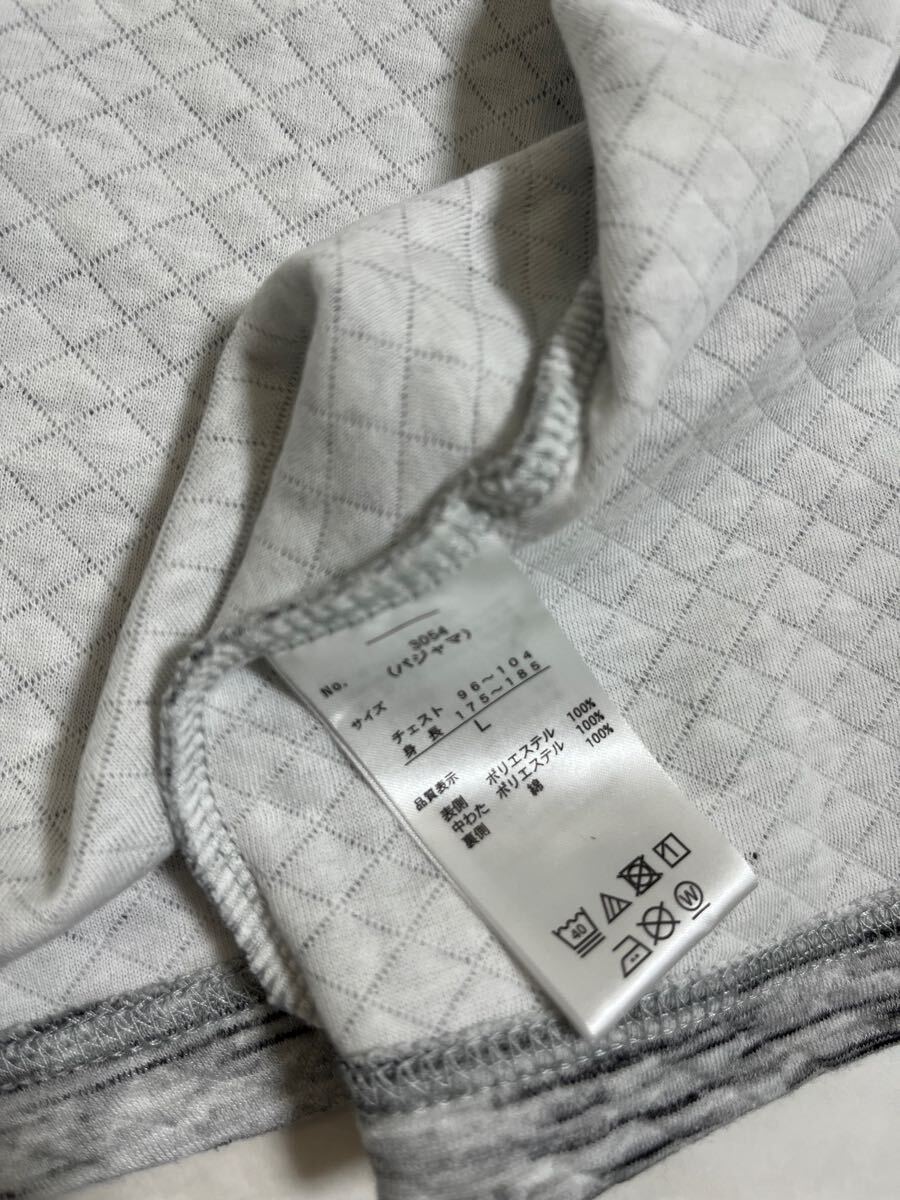 No. 3054
(パジャマ)
サイズ
チェスト 96～104
身長 175～185
L
品質表示
表側 ポリエステル 100%
中わた ポリエステル 100%
裏側 綿 100%
40
W